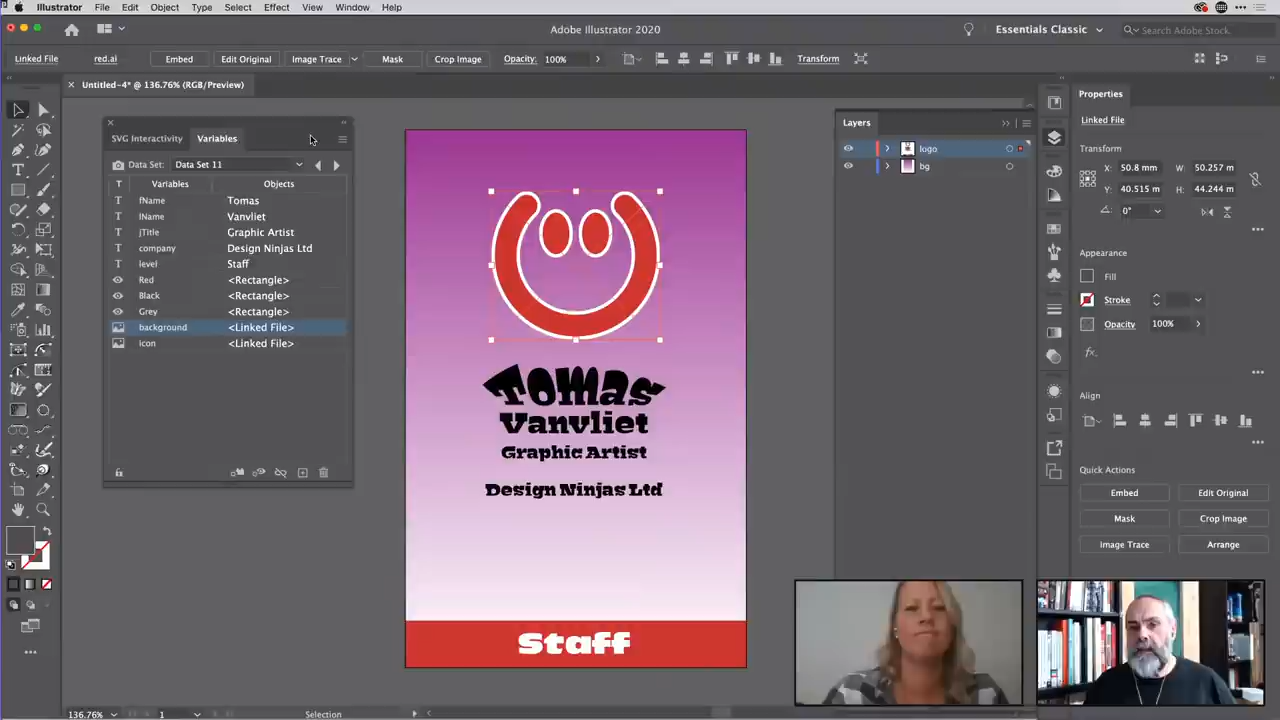 Illustrator File Edit Object Type Select Effect View Window Help
Adobe Illustrator 2020
Essentials Classic
Search Adobe Stock
Linked File red.ai Embed Edit Original Image Trace Mask Crop Image Opacity: 100% Transform
Untitled-4* @ 136.76% (RGB/Preview)
SVG Interactivity Variables
Data Set: Data Set 11
Variables Objects
T fName Tomas
T lName Vanvliet
T jTitle Graphic Artist
T company Design Ninjas Ltd
T level Staff
Red <Rectangle>
Black <Rectangle>
Grey <Rectangle>
background <Linked File>
Icon <Linked File>
Tomas
Vanvliet
Graphic Artist
Design Ninjas Ltd
Staff
Layers
logo
bg
Properties
Linked File
Transform
X: 50.8 mm W: 50.257 m
Y: 40.515 m H: 44.244 m
0°
Appearance
Fill
Stroke
Opacity 100%
fx.
Align
Quick Actions
Embed Edit Original
Mask Crop Image
Image Trace Arrange
136.76% 1 Selection